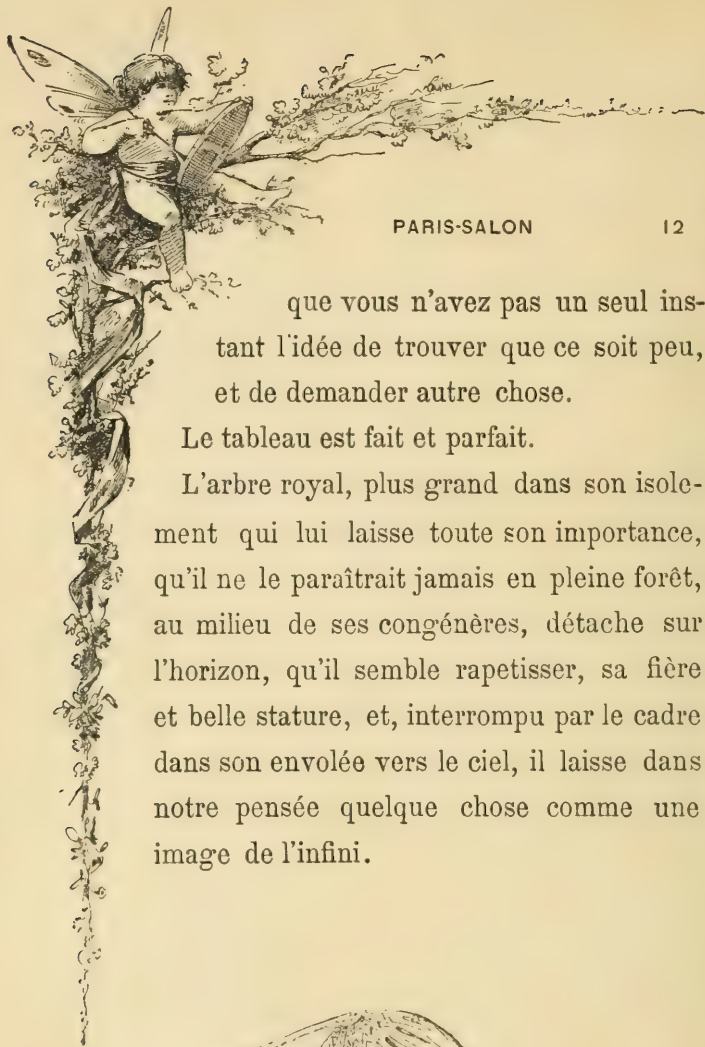 PARIS-SALON 12
que vous n'avez pas un seul ins-
tant l'idée de trouver que ce soit peu,
et de demander autre chose.
Le tableau est fait et parfait.
L'arbre royal, plus grand dans son isole-
ment qui lui laisse toute son importance,
qu'il ne le paraîtrait jamais en pleine forêt,
au milieu de ses congénères, détache sur
l'horizon, qu'il semble rapetisser, sa fière
et belle stature, et, interrompu par le cadre
dans son envolée vers le ciel, il laisse dans
notre pensée quelque chose comme une
image de l'infini.